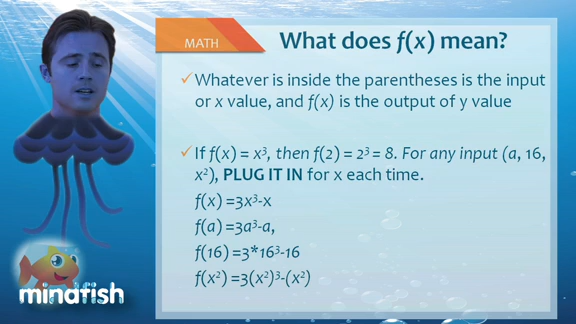 MATH
What does f(x) mean?
✓Whatever is inside the parentheses is the input
or x value, and f(x) is the output of y value
✓If f(x) = x³, then f(2) = 2³ = 8. For any input (a, 16,
x²), PLUG IT IN for x each time.
f(x) =3x³-x
f(a) =3a³-a,
f(16) =3*16³-16
f(x²) =3(x²)³-(x²)
mindfish